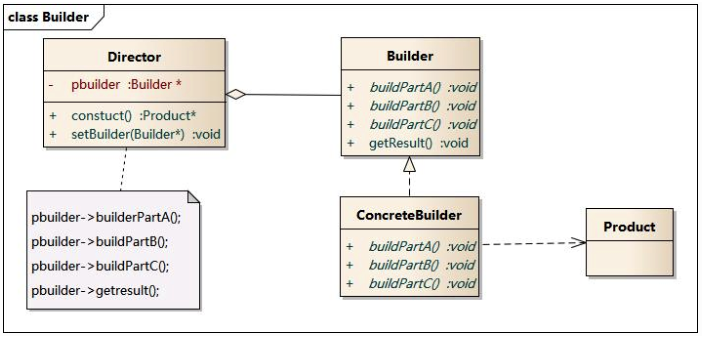 class Builder
Director
- pbuilder :Builder *
+ constuct() :Product*
+ setBuilder(Builder*) :void
Builder
+ buildPartA() :void
+ buildPartB() :void
+ buildPartC() :void
+ getResult() :void
pbuilder->builderPartA();
pbuilder->buildPartB();
pbuilder->buildPartC();
pbuilder->getresult();
ConcreteBuilder
+ buildPartA() :void
+ buildPartB() :void
+ buildPartC() :void
Product